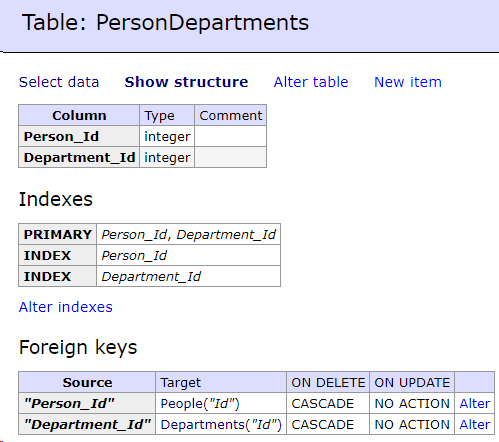 Table: PersonDepartments
Select data Show structure Alter table New item
Column Type Comment
Person_Id integer
Department_Id integer
Indexes
PRIMARY Person_Id, Department_Id
INDEX Person_Id
INDEX Department_Id
Alter indexes
Foreign keys
Source Target ON DELETE ON UPDATE
"Person_Id" People("Id") CASCADE NO ACTION Alter
"Department_Id" Departments("Id") CASCADE NO ACTION Alter